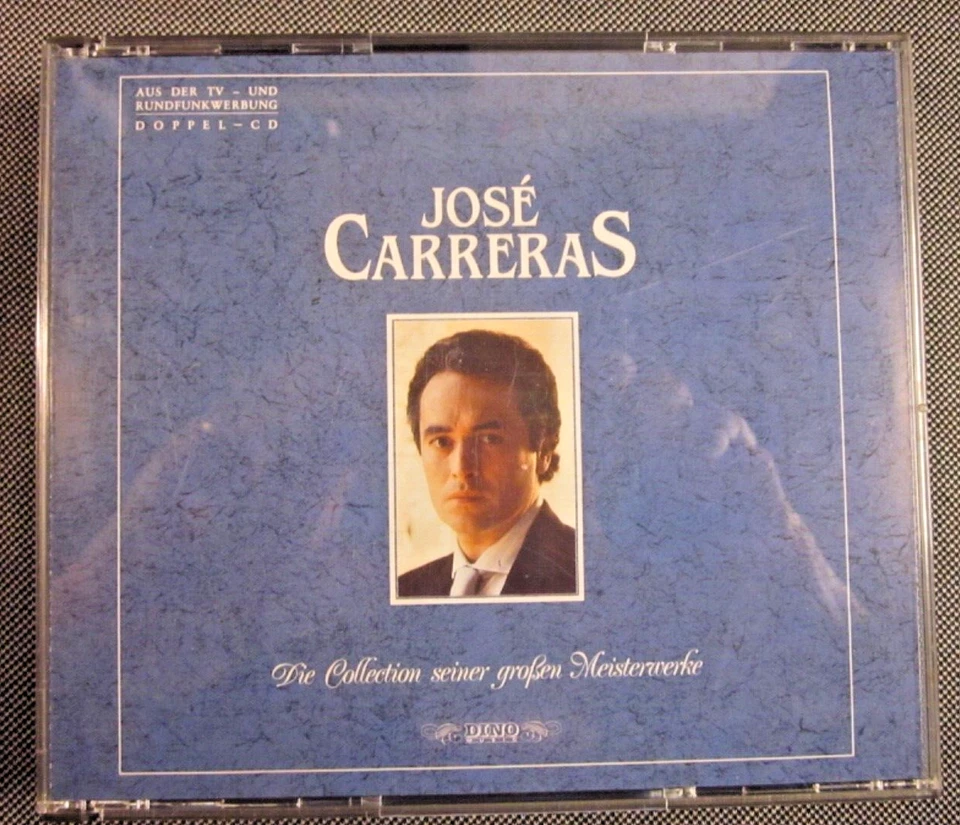 AUS DER TV – UND
RUNDFUNKWERBUNG
DOPPEL – CD
JOSÉ
CARRERAS
Die Collection seiner großen Meisterwerke
DINO